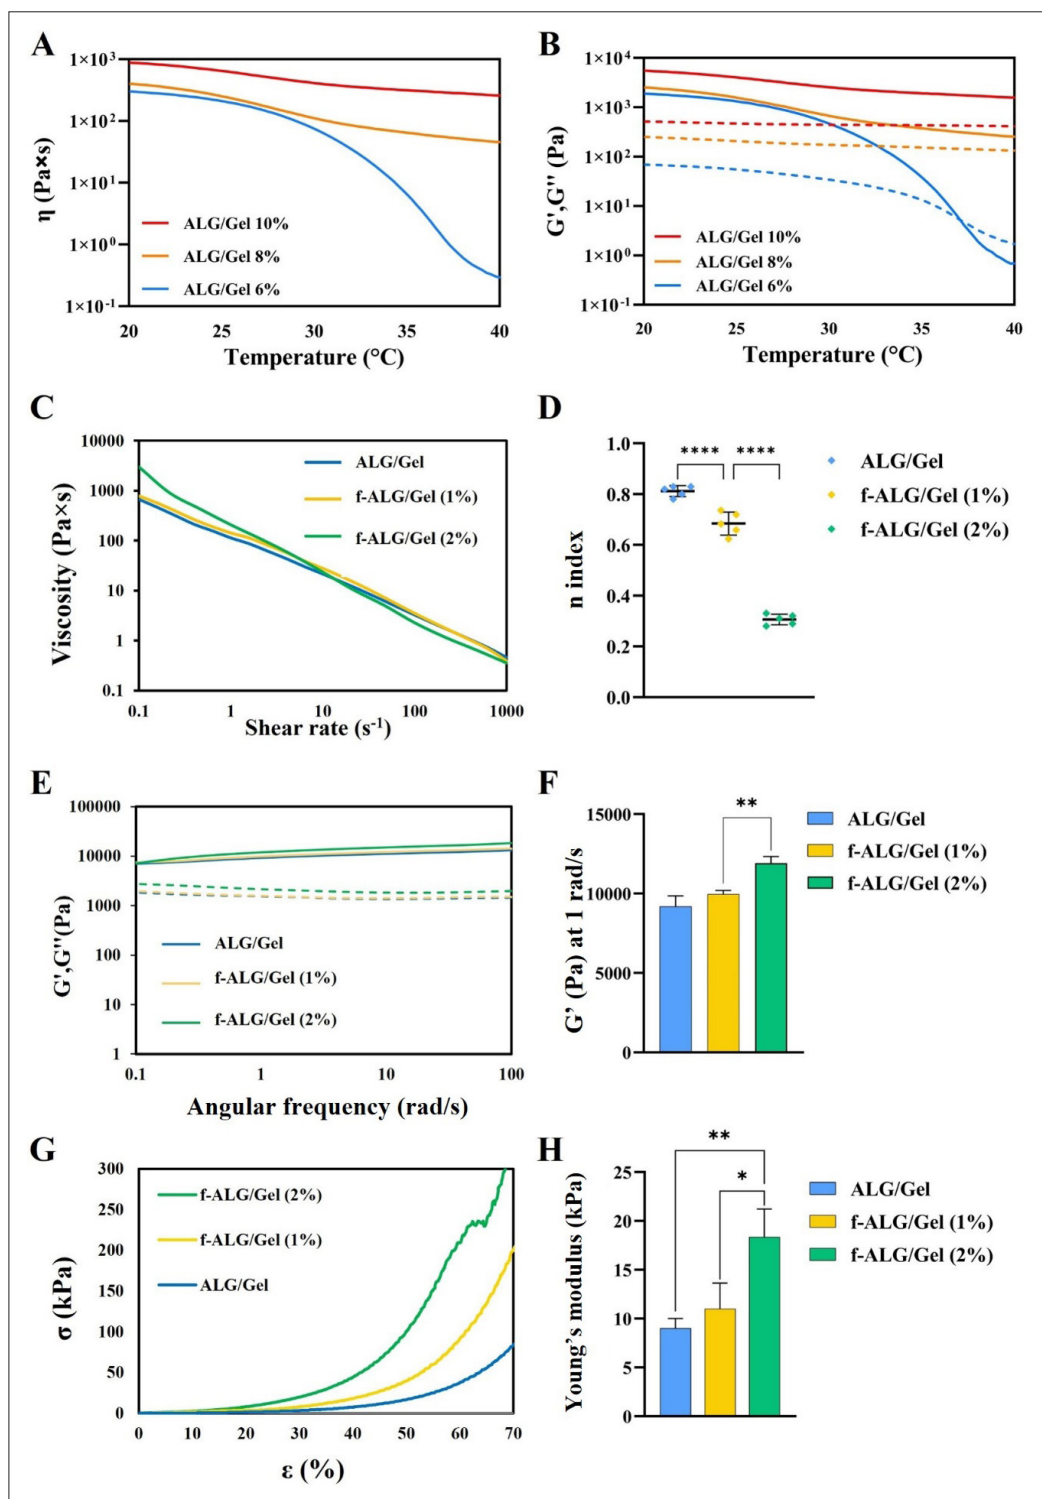 A
1×10³
1×10²
1×10¹
1×10⁰
1×10⁻¹
η (Pa×s)
ALG/Gel 10%
ALG/Gel 8%
ALG/Gel 6%
20 25 30 35 40
Temperature (°C)
B
1×10⁴
1×10³
1×10²
1×10¹
1×10⁰
1×10⁻¹
G',G'' (Pa)
ALG/Gel 10%
ALG/Gel 8%
ALG/Gel 6%
20 25 30 35 40
Temperature (°C)
C
10000
1000
100
10
1
0.1
Viscosity (Pa×s)
ALG/Gel
f-ALG/Gel (1%)
f-ALG/Gel (2%)
0.1 1 10 100 1000
Shear rate (s⁻¹)
D
1.0
0.8
0.6
0.4
0.2
0.0
n index
**** ****
ALG/Gel
f-ALG/Gel (1%)
f-ALG/Gel (2%)
E
100000
10000
1000
100
10
1
G',G''(Pa)
ALG/Gel
f-ALG/Gel (1%)
f-ALG/Gel (2%)
0.1 1 10 100
Angular frequency (rad/s)
F
15000
10000
5000
0
G’ (Pa) at 1 rad/s
**
ALG/Gel
f-ALG/Gel (1%)
f-ALG/Gel (2%)
G
300
250
200
150
100
50
0
σ (kPa)
f-ALG/Gel (2%)
f-ALG/Gel (1%)
ALG/Gel
0 10 20 30 40 50 60 70
ε (%)
H
25
20
15
10
5
0
Young’s modulus (kPa)
**
*
ALG/Gel
f-ALG/Gel (1%)
f-ALG/Gel (2%)